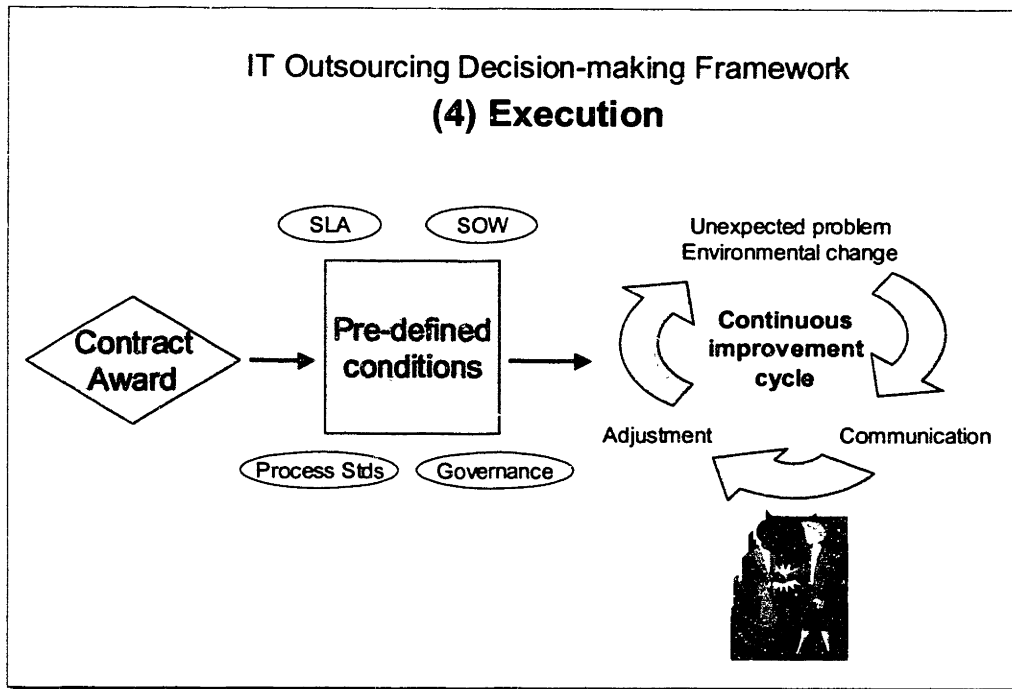 IT Outsourcing Decision-making Framework
(4) Execution
SLA
SOW
Pre-defined
conditions
Process Stds
Governance
Contract
Award
Unexpected problem
Environmental change
Continuous
improvement
cycle
Adjustment
Communication